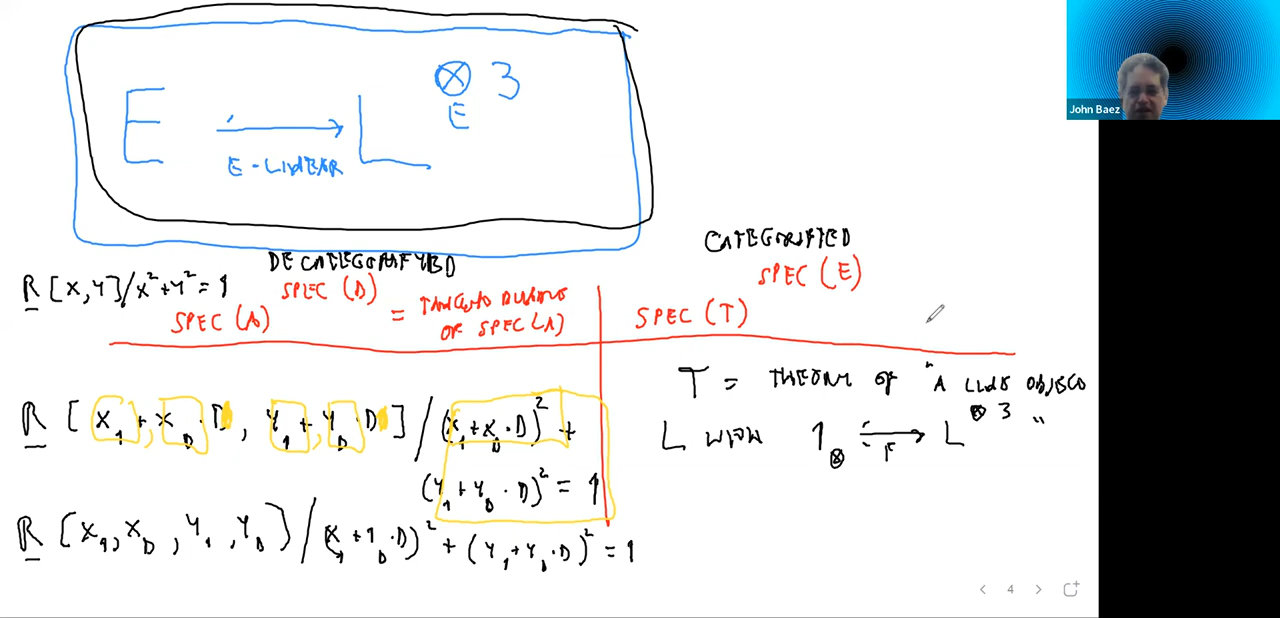 ⊗ 3
E → L E
E-LINEAR
John Baez
DECATEGORIFIED
CATEGORIFIED
R[X,Y]/X²+Y²=1
SPEC(D)
SPEC(E)
SPEC(A) = TANGENT BUNDLE OF SPEC(A)
SPEC(T)
T = THEORY OF "A LINE OBJECT
R[X₁+X_D·D, Y₁+Y_D·D]/(X₁+X_D·D)²+
L WITH 1_⊗ → L^⊗3 "
F
(Y₁+Y_D·D)²=1
R[X₁,X_D,Y₁,Y_D]/(X₁+Y_D·D)²+(Y₁+Y_D·D)²=1
< 4 >